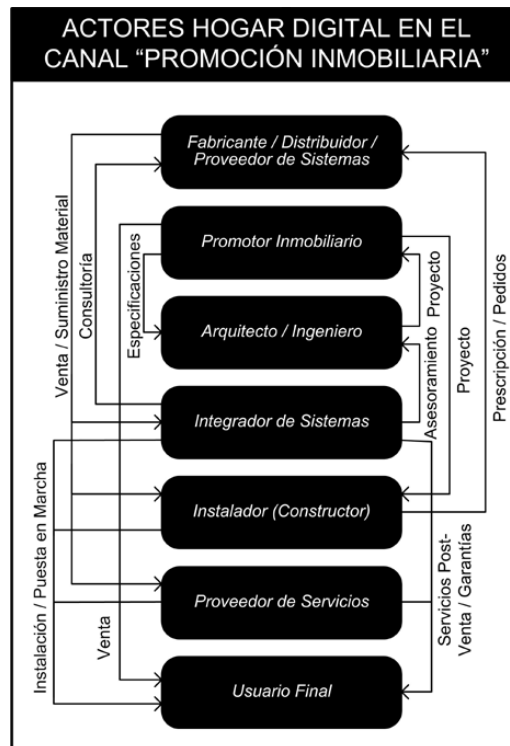 ACTORES HOGAR DIGITAL EN EL
CANAL “PROMOCIÓN INMOBILIARIA”
Fabricante / Distribuidor /
Proveedor de Sistemas
Promotor Inmobiliario
Arquitecto / Ingeniero
Integrador de Sistemas
Instalador (Constructor)
Proveedor de Servicios
Usuario Final
Venta / Suministro Material
Consultoría
Especificaciones
Instalación / Puesta en Marcha
Venta
Asesoramiento
Proyecto
Proyecto
Prescripción / Pedidos
Servicios Post-
Venta / Garantías